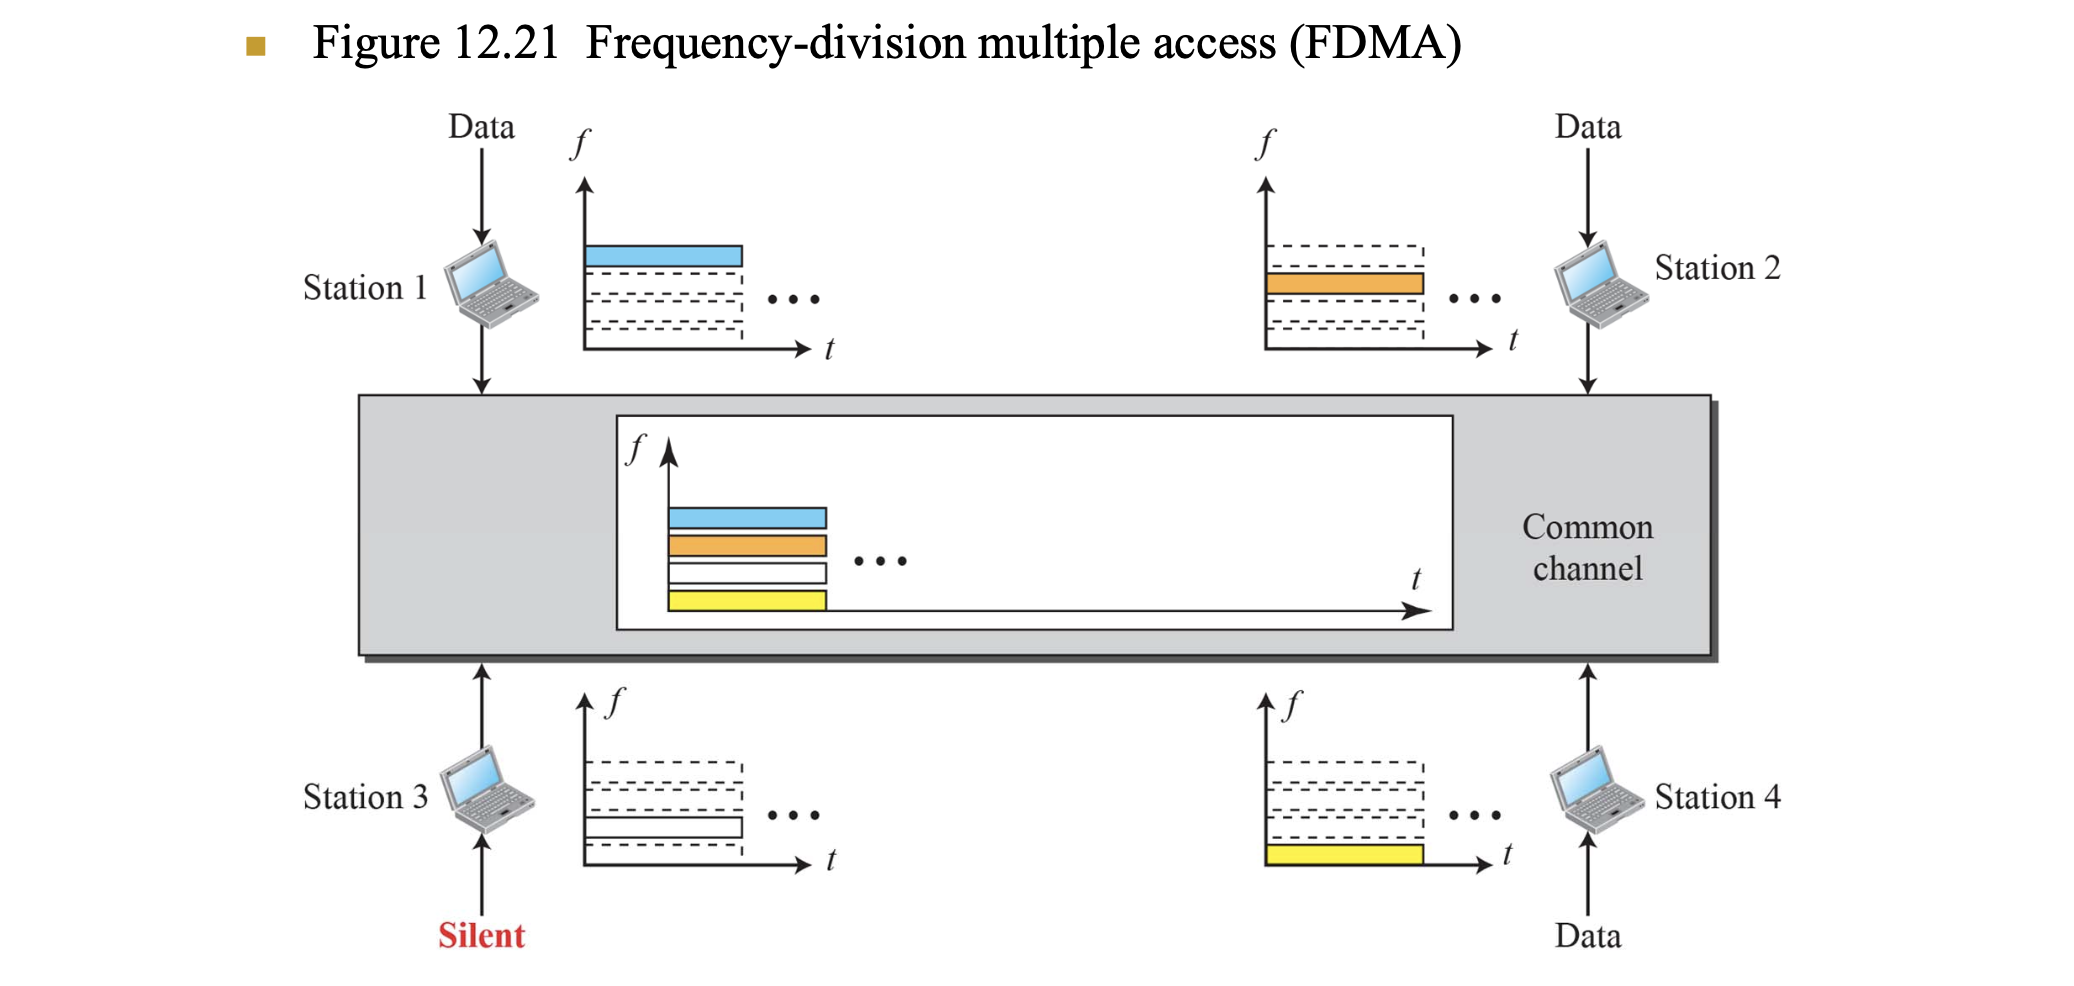 Figure 12.21 Frequency-division multiple access (FDMA)
Data
f
f
Data
Station 1
Station 2
• • •
t
• • •
t
f
Common
channel
• • •
t
f
f
Station 3
Station 4
• • •
t
• • •
t
Silent
Data